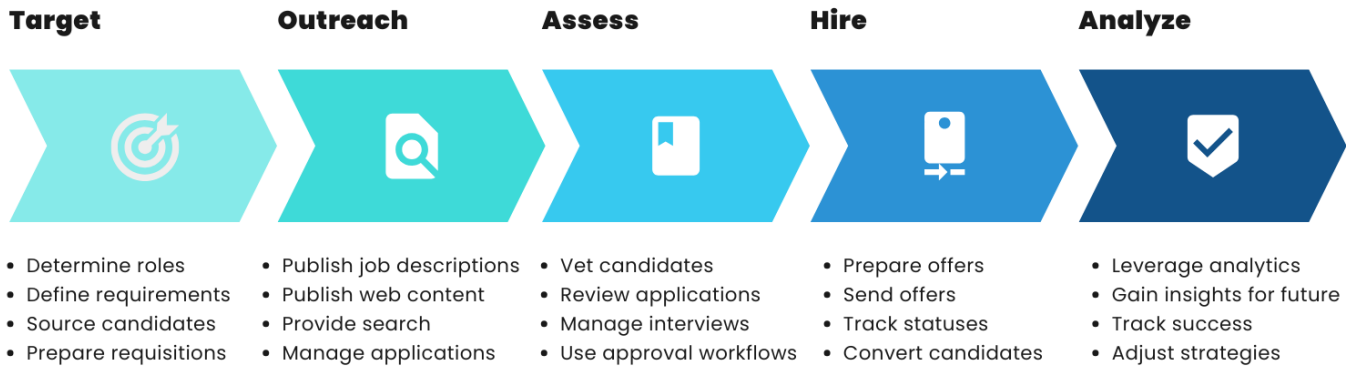 Target
Outreach
Assess
Hire
Analyze
• Determine roles
• Define requirements
• Source candidates
• Prepare requisitions
• Publish job descriptions
• Publish web content
• Provide search
• Manage applications
• Vet candidates
• Review applications
• Manage interviews
• Use approval workflows
• Prepare offers
• Send offers
• Track statuses
• Convert candidates
• Leverage analytics
• Gain insights for future
• Track success
• Adjust strategies